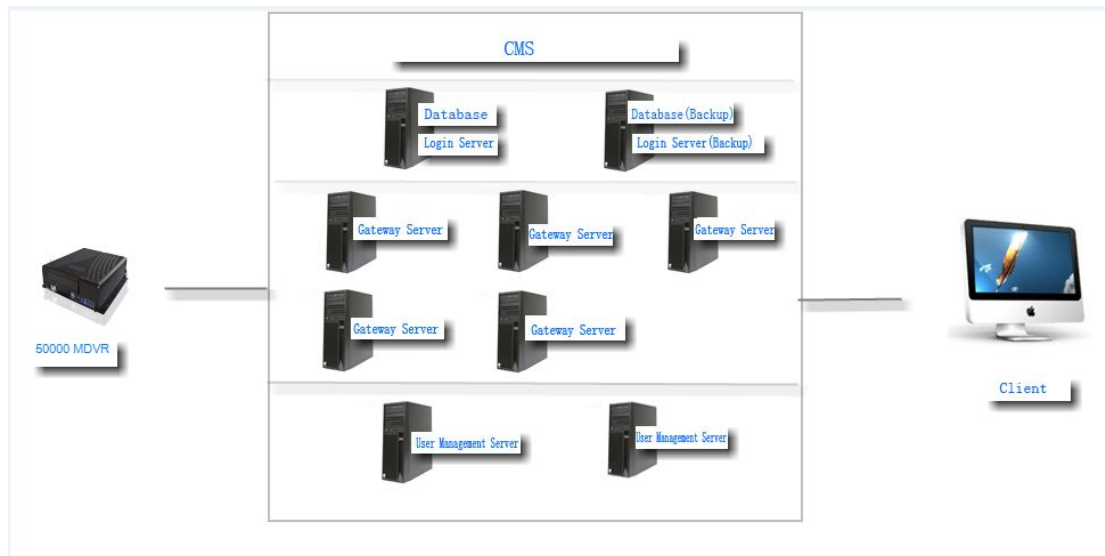 CMS
Database
Login Server
Database(Backup)
Login Server(Backup)
Gateway Server
Gateway Server
Gateway Server
Gateway Server
Gateway Server
50000 MDVR
Client
User Management Server
User Management Server